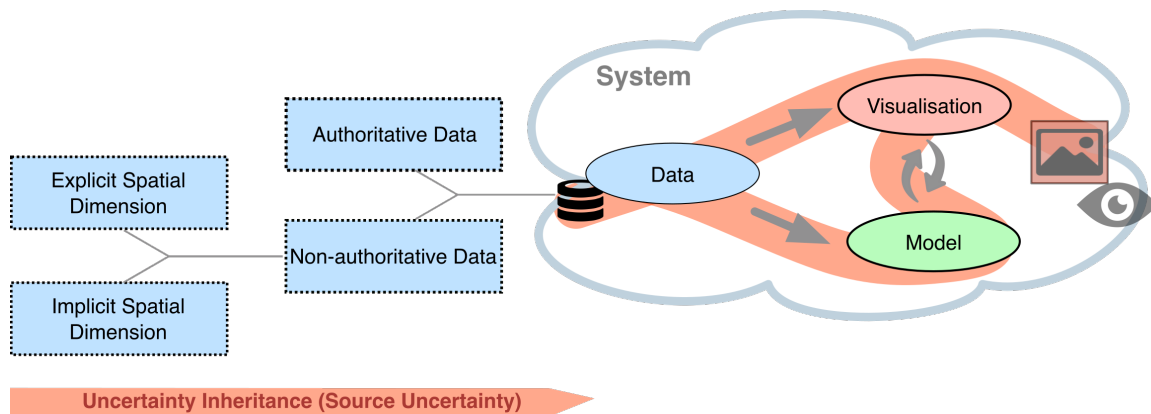 System
Visualisation
Authoritative Data
Data
Explicit Spatial
Dimension
Non-authoritative Data
Model
Implicit Spatial
Dimension
Uncertainty Inheritance (Source Uncertainty)